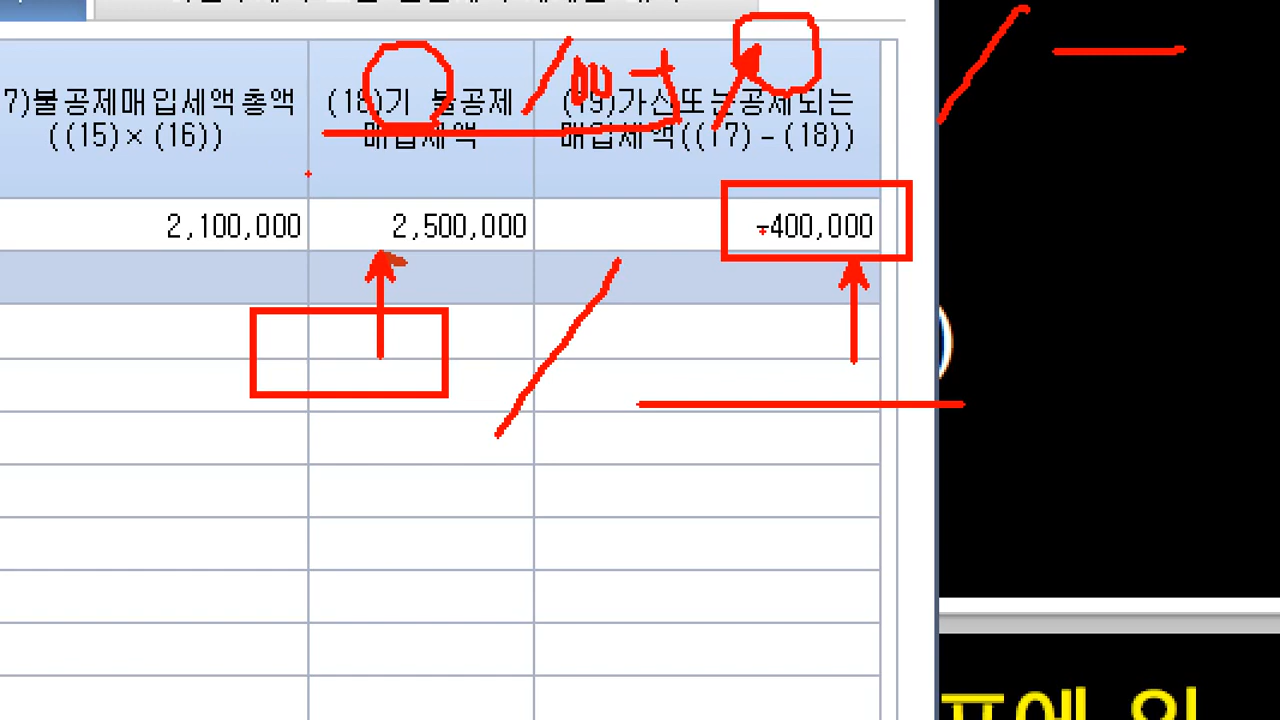 7)불공제매입세액총액
((15)×(16))
(18)기 불공제
매입세액
(19)가산또는공제되는
매입세액((17)-(18))
2,100,000
2,500,000
-400,000